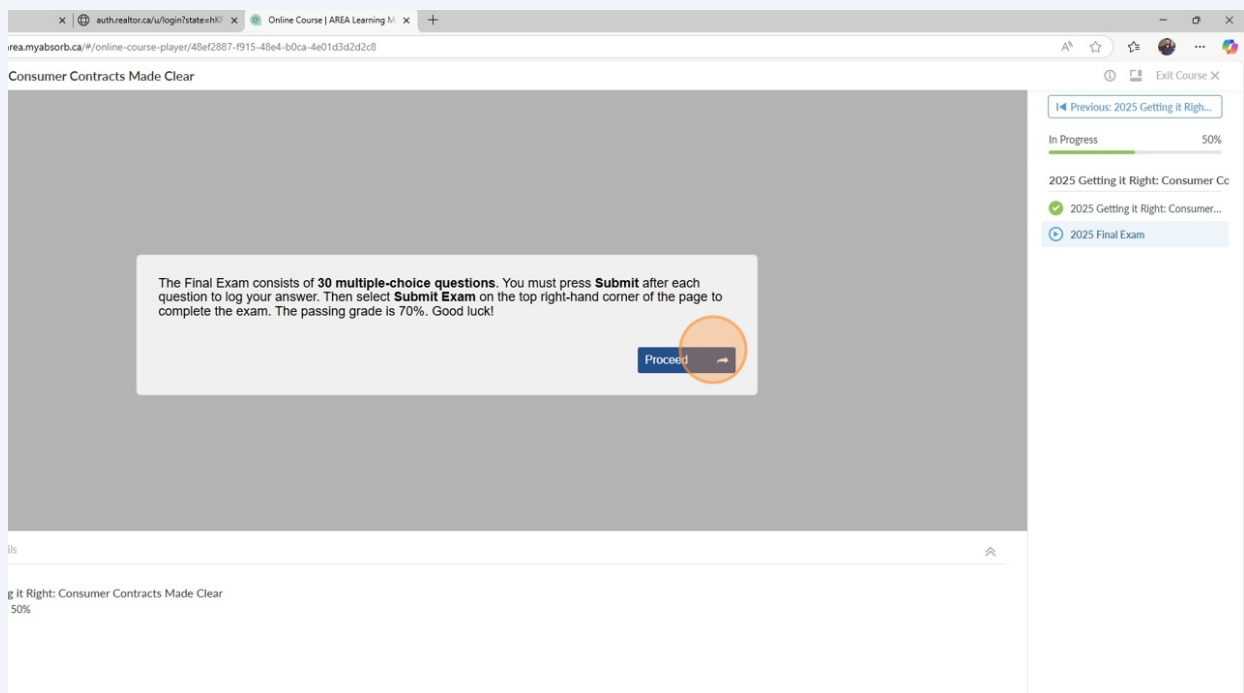 auth.realtor.ca/u/login?state=hKF
Online Course | AREA Learning M
area.myabsorb.ca/#/online-course-player/48ef2887-f915-48e4-b0ca-4e01d3d2d2c8
Consumer Contracts Made Clear
Exit Course
Previous: 2025 Getting it Righ...
In Progress 50%
2025 Getting it Right: Consumer Co
2025 Getting it Right: Consumer...
2025 Final Exam
The Final Exam consists of 30 multiple-choice questions. You must press Submit after each
question to log your answer. Then select Submit Exam on the top right-hand corner of the page to
complete the exam. The passing grade is 70%. Good luck!
Proceed
ils
g it Right: Consumer Contracts Made Clear
50%